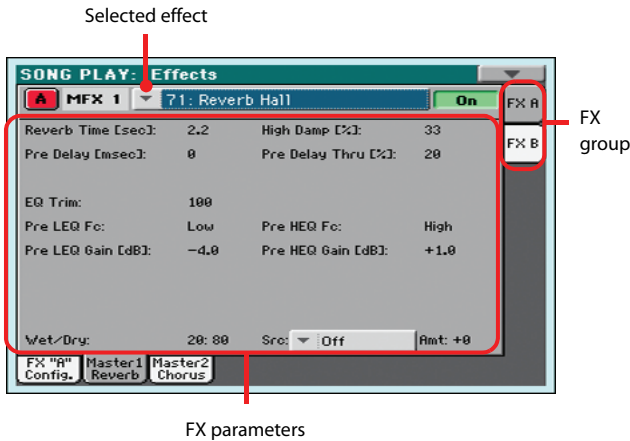 Selected effect
SONG PLAY: Effects
A MFX 1 71: Reverb Hall On
FX A
FX B
FX
group
Reverb Time [sec]: 2.2 High Damp [%]: 33
Pre Delay [msec]: 0 Pre Delay Thru [%]: 20
EQ Trim: 100
Pre LEQ Fc: Low Pre HEQ Fc: High
Pre LEQ Gain [dB]: -4.0 Pre HEQ Gain [dB]: +1.0
Wet/Dry: 20:80 Src: Off Amt: +0
FX "A" Master1 Master2
Config. Reverb Chorus
FX parameters